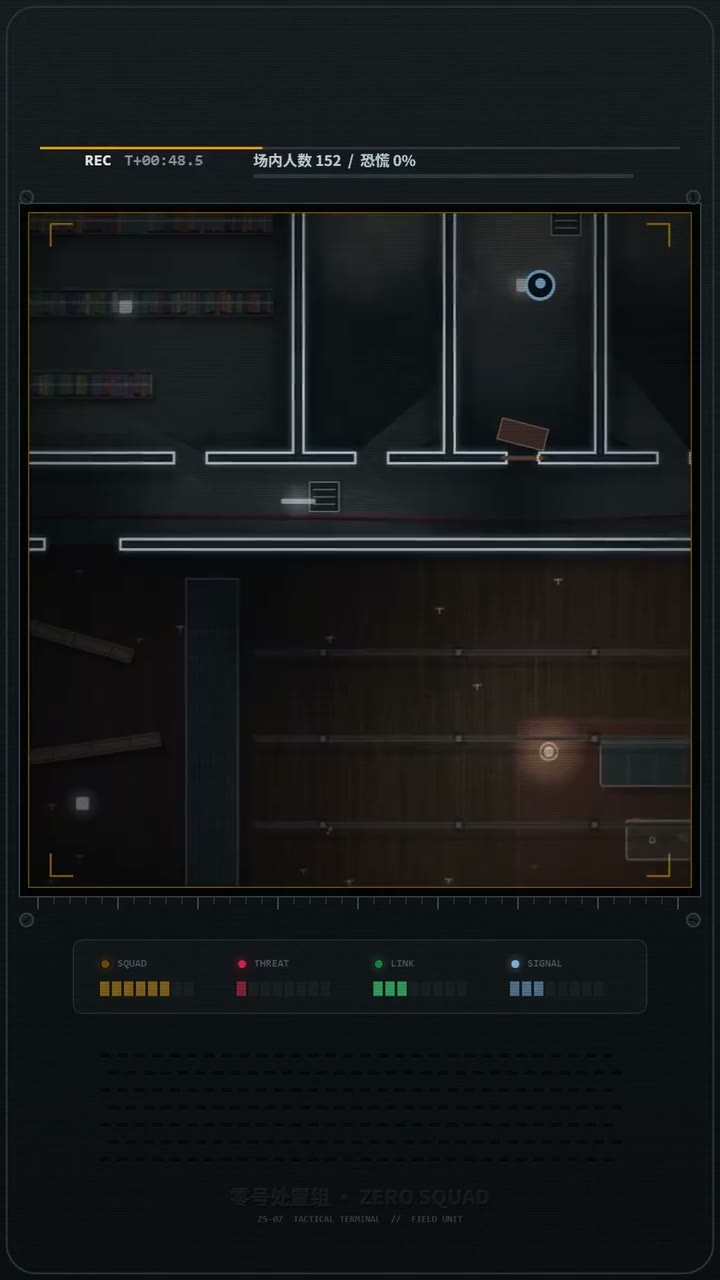 REC T+00:48.5 场内人数 152 / 恐慌 0%
SQUAD THREAT LINK SIGNAL
零号处置组 · ZERO SQUAD
ZS-07 TACTICAL TERMINAL // FIELD UNIT